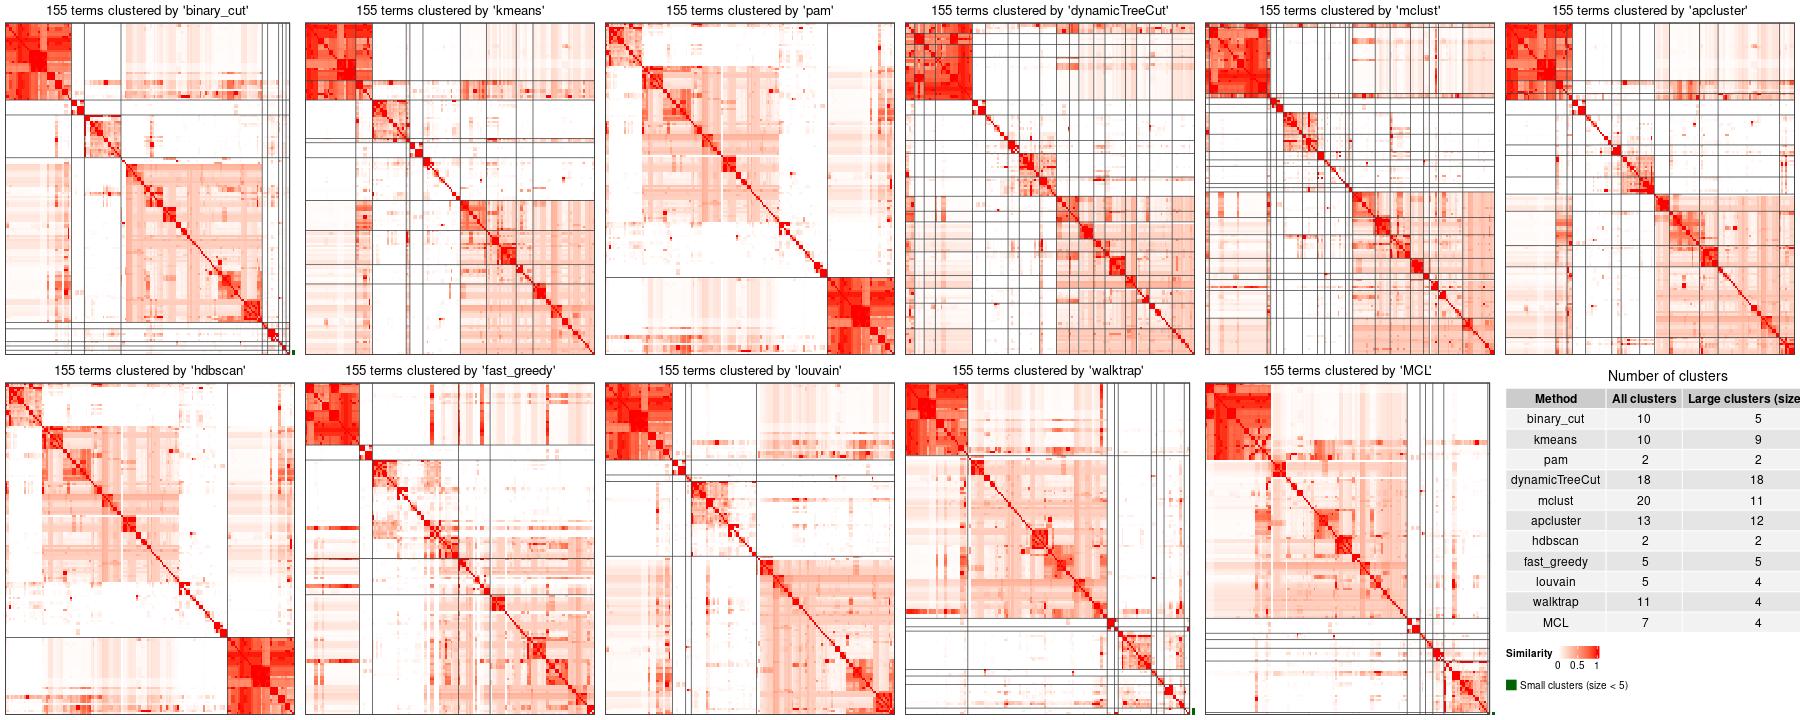 155 terms clustered by 'binary_cut'
155 terms clustered by 'kmeans'
155 terms clustered by 'pam'
155 terms clustered by 'dynamicTreeCut'
155 terms clustered by 'mclust'
155 terms clustered by 'apcluster'
155 terms clustered by 'hdbscan'
155 terms clustered by 'fast_greedy'
155 terms clustered by 'louvain'
155 terms clustered by 'walktrap'
155 terms clustered by 'MCL'
Number of clusters
Method All clusters Large clusters (size
binary_cut 10 5
kmeans 10 9
pam 2 2
dynamicTreeCut 18 18
mclust 20 11
apcluster 13 12
hdbscan 2 2
fast_greedy 5 5
louvain 5 4
walktrap 11 4
MCL 7 4
Similarity
0 0.5 1
Small clusters (size < 5)